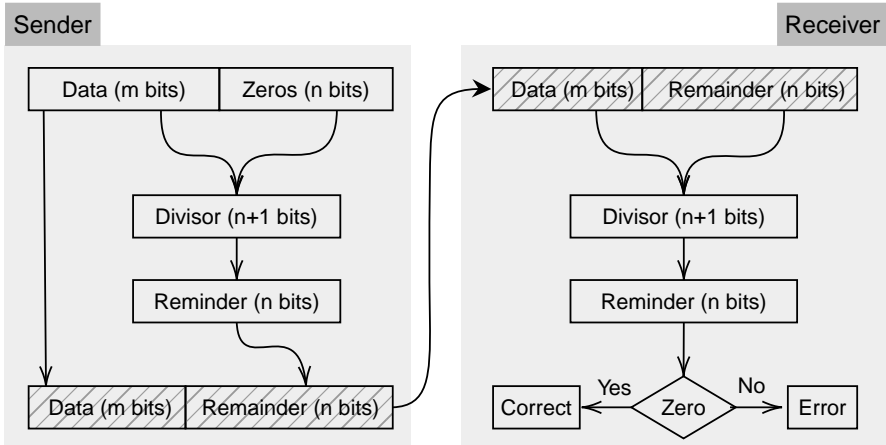 Sender
Receiver
Data (m bits) Zeros (n bits)
Data (m bits) Remainder (n bits)
Divisor (n+1 bits)
Divisor (n+1 bits)
Reminder (n bits)
Reminder (n bits)
Data (m bits) Remainder (n bits)
Yes
No
Correct
Zero
Error